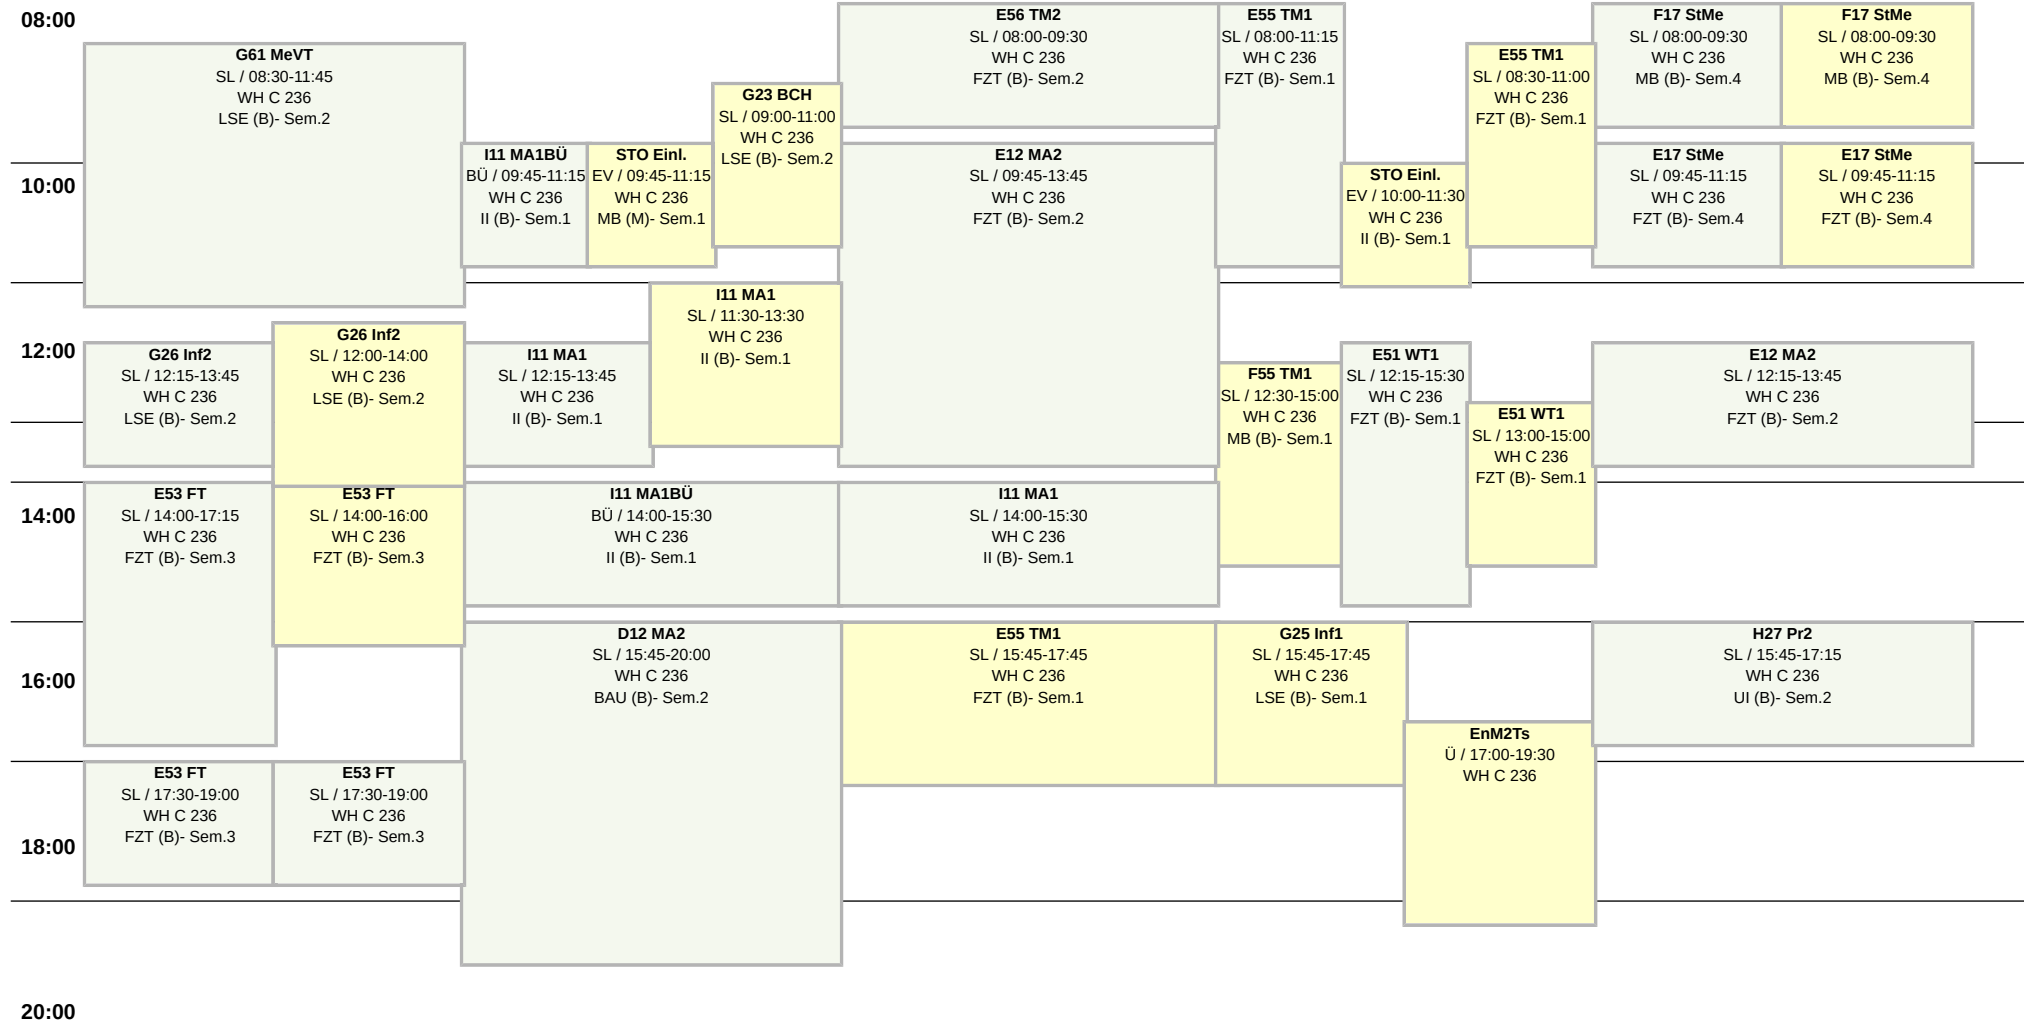 08:00
10:00
12:00
14:00
16:00
18:00
20:00
G61 MeVT
SL / 08:30-11:45
WH C 236
LSE (B)- Sem.2
G26 Inf2
SL / 12:15-13:45
WH C 236
LSE (B)- Sem.2
G26 Inf2
SL / 12:00-14:00
WH C 236
LSE (B)- Sem.2
E53 FT
SL / 14:00-17:15
WH C 236
FZT (B)- Sem.3
E53 FT
SL / 14:00-16:00
WH C 236
FZT (B)- Sem.3
E53 FT
SL / 17:30-19:00
WH C 236
FZT (B)- Sem.3
E53 FT
SL / 17:30-19:00
WH C 236
FZT (B)- Sem.3
I11 MA1BÜ
BÜ / 09:45-11:15
WH C 236
II (B)- Sem.1
STO Einl.
EV / 09:45-11:15
WH C 236
MB (M)- Sem.1
G23 BCH
SL / 09:00-11:00
WH C 236
LSE (B)- Sem.2
I11 MA1
SL / 12:15-13:45
WH C 236
II (B)- Sem.1
I11 MA1
SL / 11:30-13:30
WH C 236
II (B)- Sem.1
I11 MA1BÜ
BÜ / 14:00-15:30
WH C 236
II (B)- Sem.1
D12 MA2
SL / 15:45-20:00
WH C 236
BAU (B)- Sem.2
E56 TM2
SL / 08:00-09:30
WH C 236
FZT (B)- Sem.2
E12 MA2
SL / 09:45-13:45
WH C 236
FZT (B)- Sem.2
I11 MA1
SL / 14:00-15:30
WH C 236
II (B)- Sem.1
E55 TM1
SL / 15:45-17:45
WH C 236
FZT (B)- Sem.1
E55 TM1
SL / 08:00-11:15
WH C 236
FZT (B)- Sem.1
STO Einl.
EV / 10:00-11:30
WH C 236
II (B)- Sem.1
E55 TM1
SL / 08:30-11:00
WH C 236
FZT (B)- Sem.1
F55 TM1
SL / 12:30-15:00
WH C 236
MB (B)- Sem.1
E51 WT1
SL / 12:15-15:30
WH C 236
FZT (B)- Sem.1
E51 WT1
SL / 13:00-15:00
WH C 236
FZT (B)- Sem.1
G25 Inf1
SL / 15:45-17:45
WH C 236
LSE (B)- Sem.1
EnM2Ts
Ü / 17:00-19:30
WH C 236
F17 StMe
SL / 08:00-09:30
WH C 236
MB (B)- Sem.4
F17 StMe
SL / 08:00-09:30
WH C 236
MB (B)- Sem.4
E17 StMe
SL / 09:45-11:15
WH C 236
FZT (B)- Sem.4
E17 StMe
SL / 09:45-11:15
WH C 236
FZT (B)- Sem.4
E12 MA2
SL / 12:15-13:45
WH C 236
FZT (B)- Sem.2
H27 Pr2
SL / 15:45-17:15
WH C 236
UI (B)- Sem.2